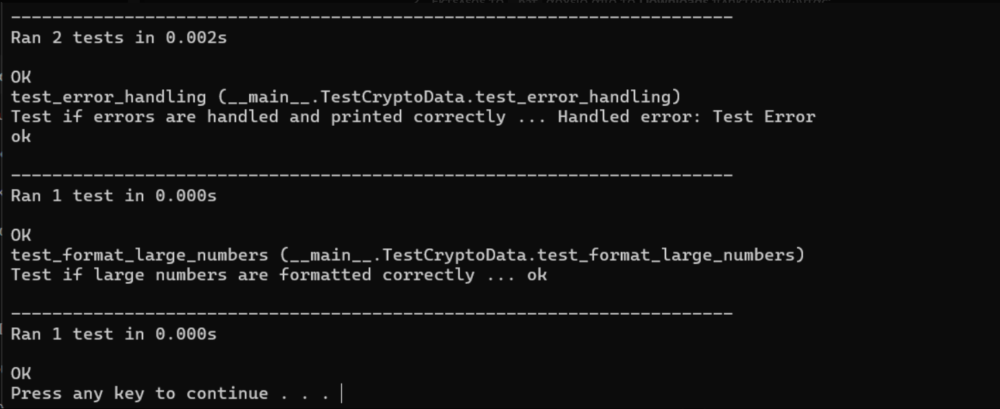 ----------------------------------------------------------------------
Ran 2 tests in 0.002s
OK
test_error_handling (__main__.TestCryptoData.test_error_handling)
Test if errors are handled and printed correctly ... Handled error: Test Error
ok
----------------------------------------------------------------------
Ran 1 test in 0.000s
OK
test_format_large_numbers (__main__.TestCryptoData.test_format_large_numbers)
Test if large numbers are formatted correctly ... ok
----------------------------------------------------------------------
Ran 1 test in 0.000s
OK
Press any key to continue . . .